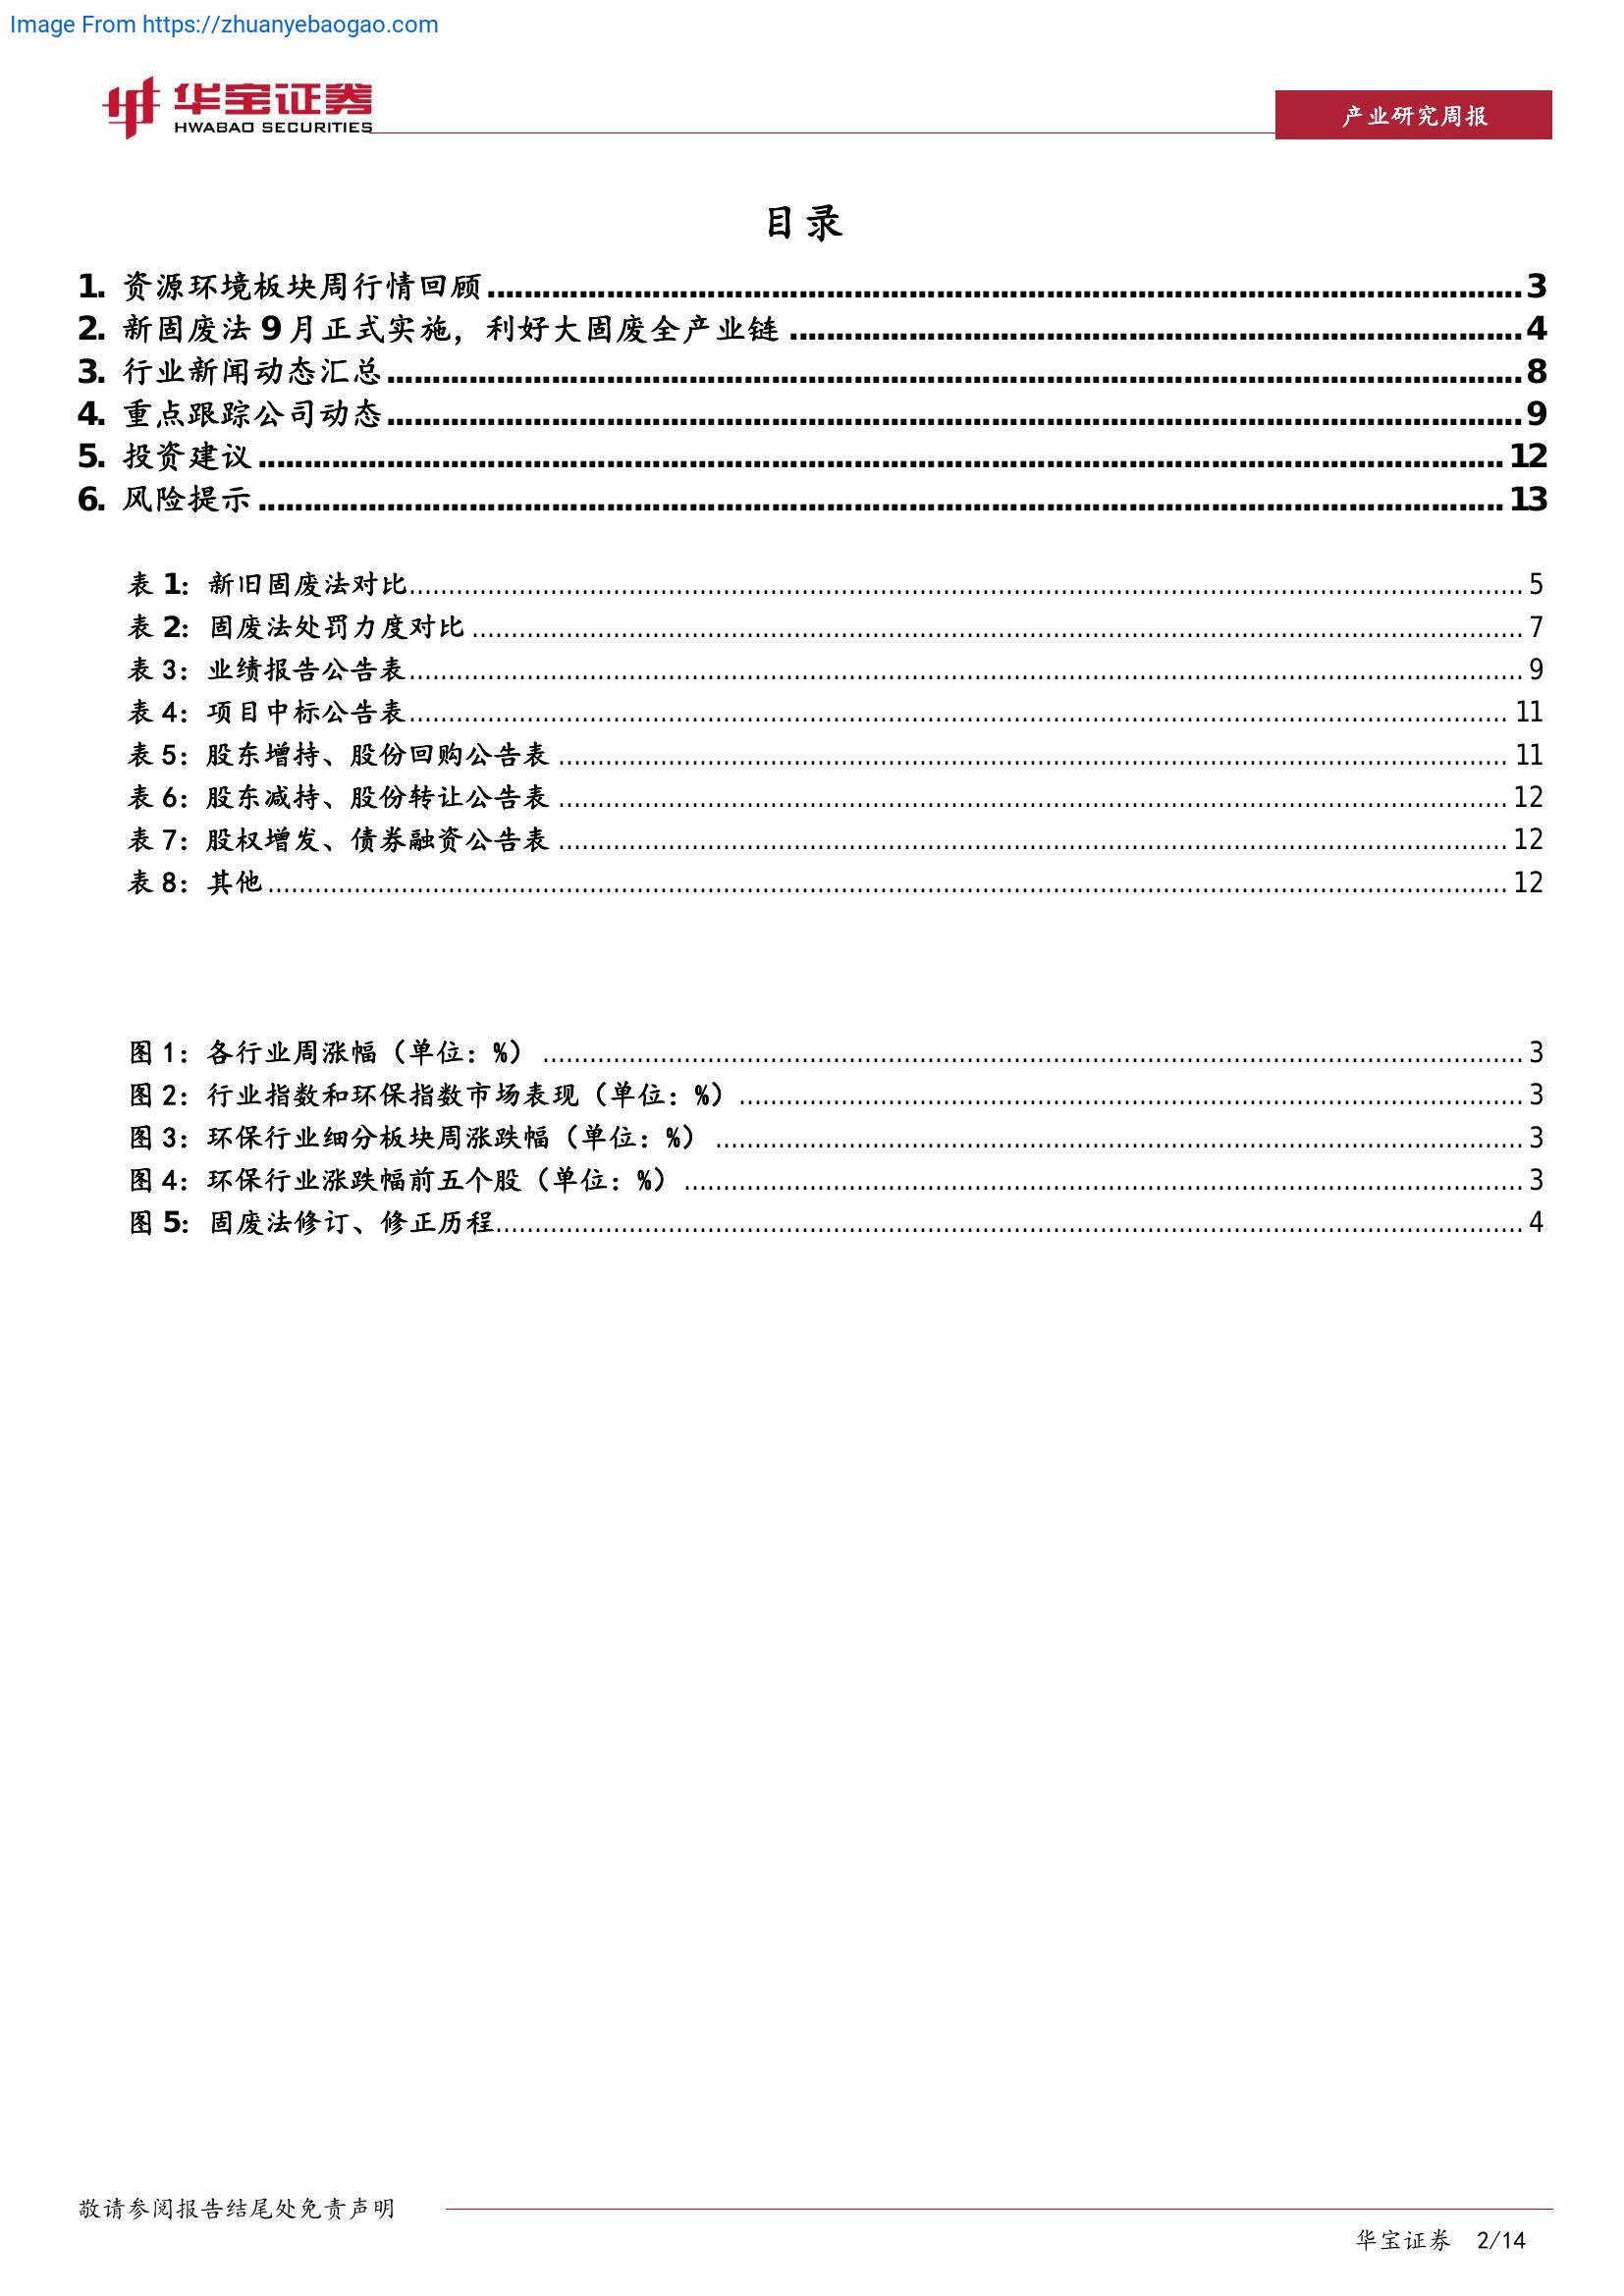 Image From https://zhuanyebaogao.com
华宝证券
HWABAO SECURITIES
产业研究周报
目录
1. 资源环境板块周行情回顾 3
2. 新固废法 9 月正式实施，利好大固废全产业链 4
3. 行业新闻动态汇总 8
4. 重点跟踪公司动态 9
5. 投资建议 12
6. 风险提示 13
表 1：新旧固废法对比 5
表 2：固废法处罚力度对比 7
表 3：业绩报告公告表 9
表 4：项目中标公告表 11
表 5：股东增持、股份回购公告表 11
表 6：股东减持、股份转让公告表 12
表 7：股权增发、债券融资公告表 12
表 8：其他 12
图 1：各行业周涨幅（单位：%） 3
图 2：行业指数和环保指数市场表现（单位：%） 3
图 3：环保行业细分板块周涨跌幅（单位：%） 3
图 4：环保行业涨跌幅前五个股（单位：%） 3
图 5：固废法修订、修正历程 4
敬请参阅报告结尾处免责声明
华宝证券 2/14